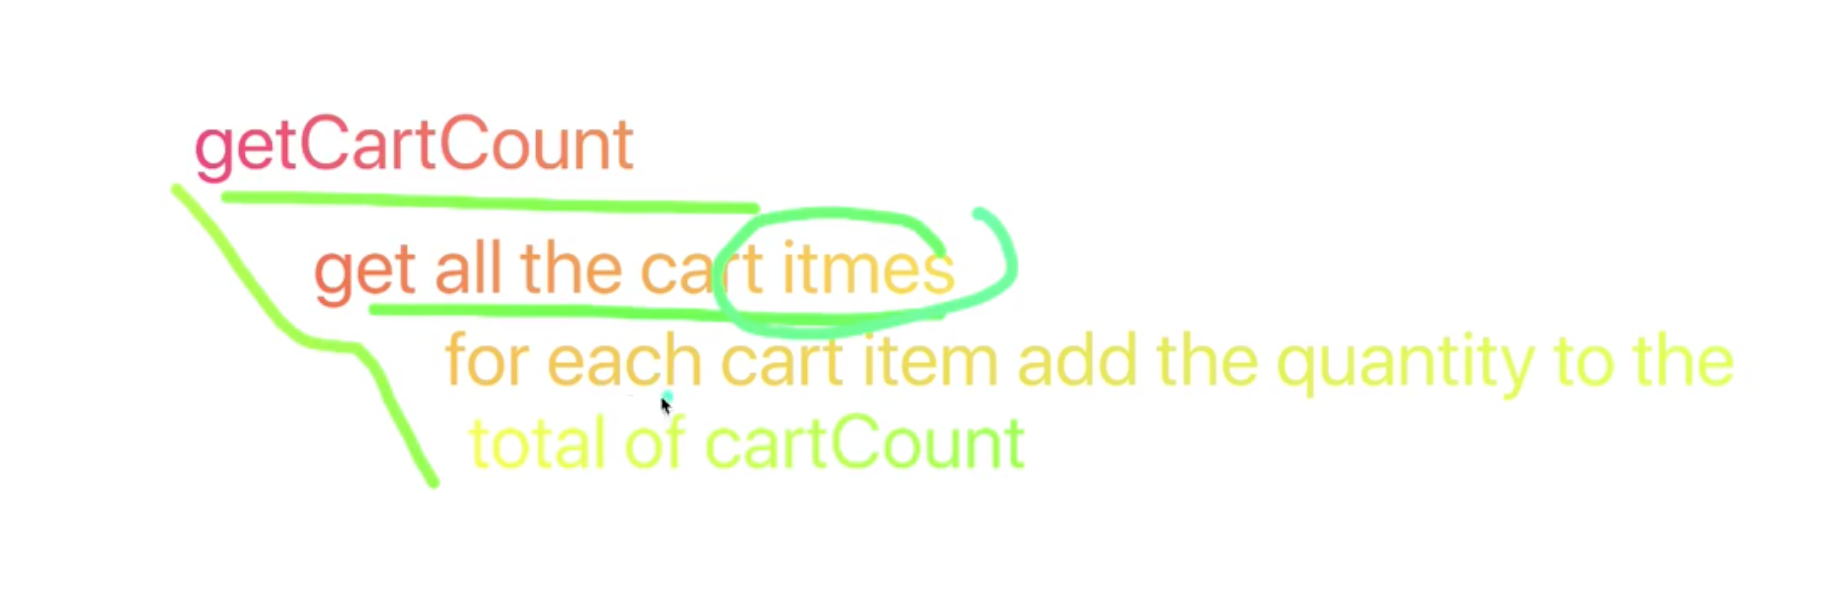 getCartCount
get all the cart itmes
for each cart item add the quantity to the
total of cartCount